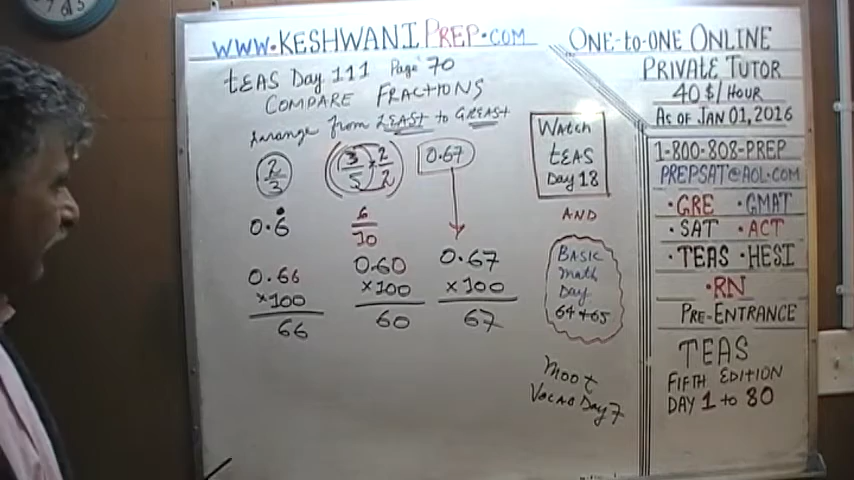 WWW.KESHWANIPREP.COM
TEAS Day 111 Page 70
COMPARE FRACTIONS
Arrange from LEAST to GREAST
2/3
3/5 × 2/2
0.67
0.6̇
6/10
0.66
×100
66
0.60
×100
60
0.67
×100
67
Watch
TEAS
Day 18
AND
BASIC
Math
Day
64+65
Moot
Vocab Day 7
ONE-to-ONE ONLINE
PRIVATE TUTOR
40 $/HOUR
As OF JAN 01, 2016
1-800-808-PREP
PREPSAT@AOL.COM
•GRE •GMAT
•SAT •ACT
•TEAS •HESI
•RN
PRE-ENTRANCE
TEAS
FIFTH EDITION
DAY 1 to 80